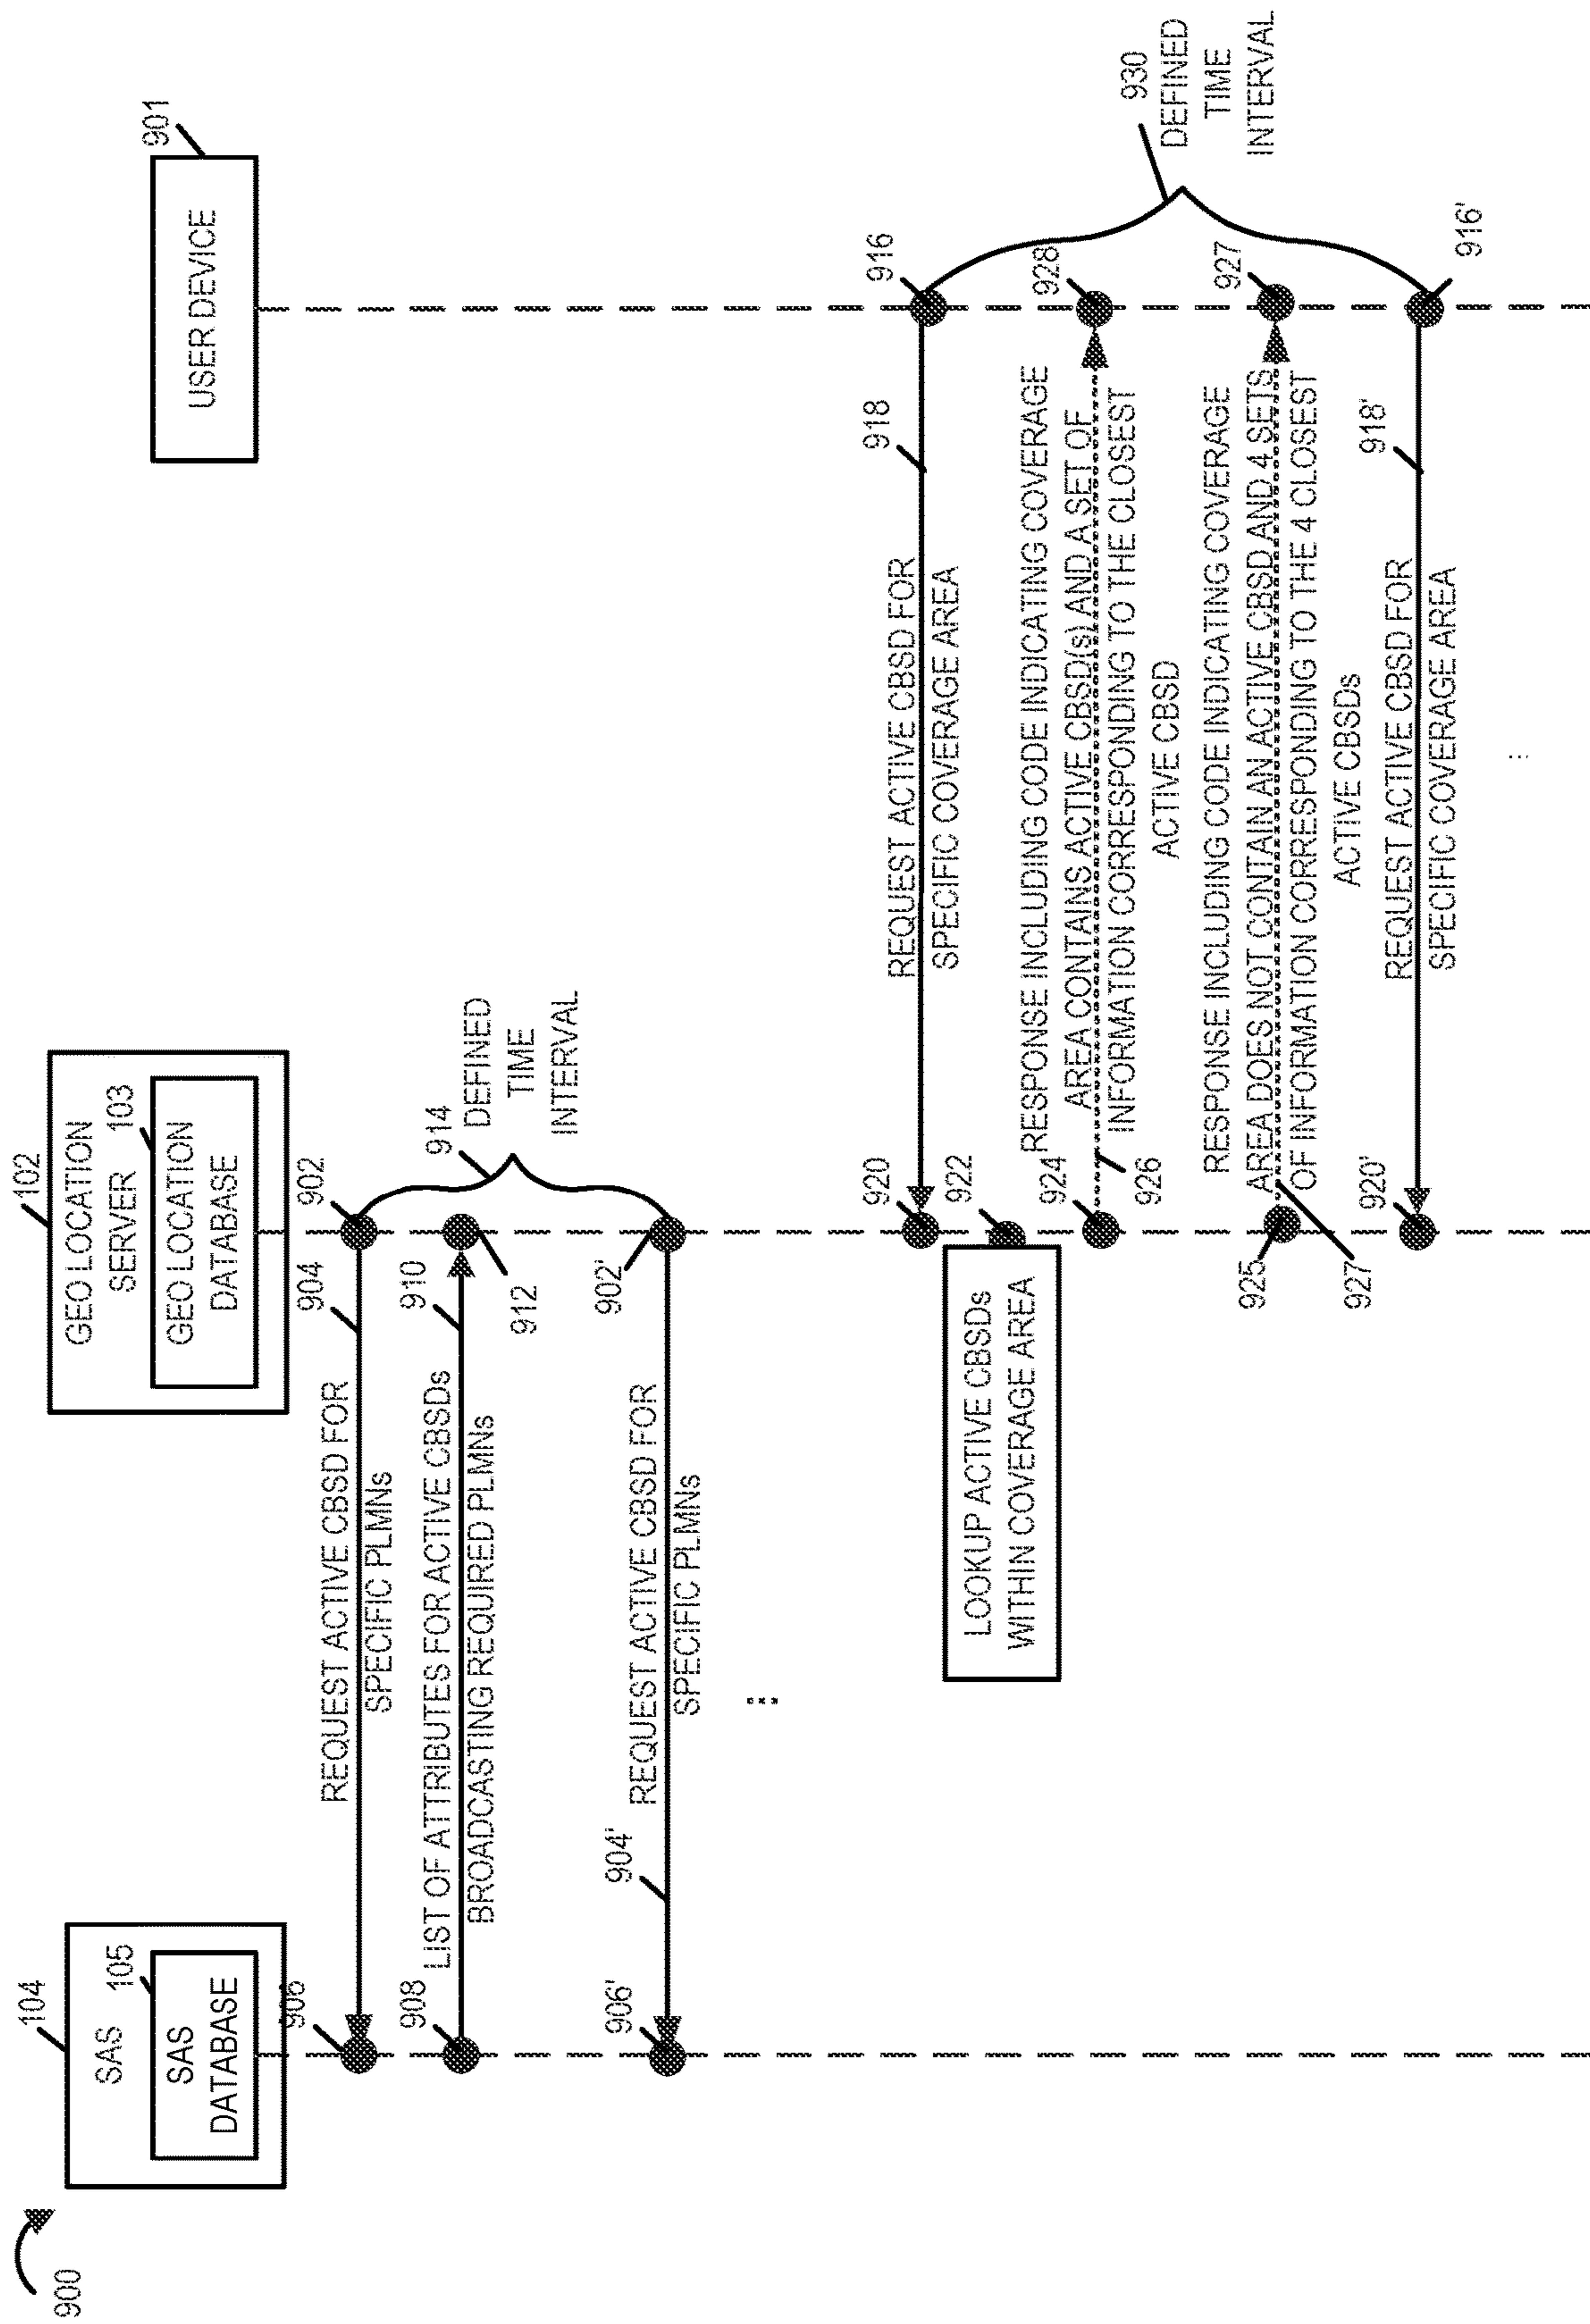 900
104
SAS
105
SAS
DATABASE
102
GEO LOCATION
SERVER
103
GEO LOCATION
DATABASE
901
USER DEVICE
906
904
902
REQUEST ACTIVE CBSD FOR
SPECIFIC PLMNs
908
910
912
LIST OF ATTRIBUTES FOR ACTIVE CBSDs
BROADCASTING REQUIRED PLMNs
914
DEFINED
TIME
INTERVAL
906'
904'
902'
REQUEST ACTIVE CBSD FOR
SPECIFIC PLMNs
920
918
916
REQUEST ACTIVE CBSD FOR
SPECIFIC COVERAGE AREA
922
LOOKUP ACTIVE CBSDs
WITHIN COVERAGE AREA
924
926
928
RESPONSE INCLUDING CODE INDICATING COVERAGE
AREA CONTAINS ACTIVE CBSD(s) AND A SET OF
INFORMATION CORRESPONDING TO THE CLOSEST
ACTIVE CBSD
925
927
927
RESPONSE INCLUDING CODE INDICATING COVERAGE
AREA DOES NOT CONTAIN AN ACTIVE CBSD AND 4 SETS
OF INFORMATION CORRESPONDING TO THE 4 CLOSEST
ACTIVE CBSDs
920'
918'
916'
REQUEST ACTIVE CBSD FOR
SPECIFIC COVERAGE AREA
930
DEFINED
TIME
INTERVAL